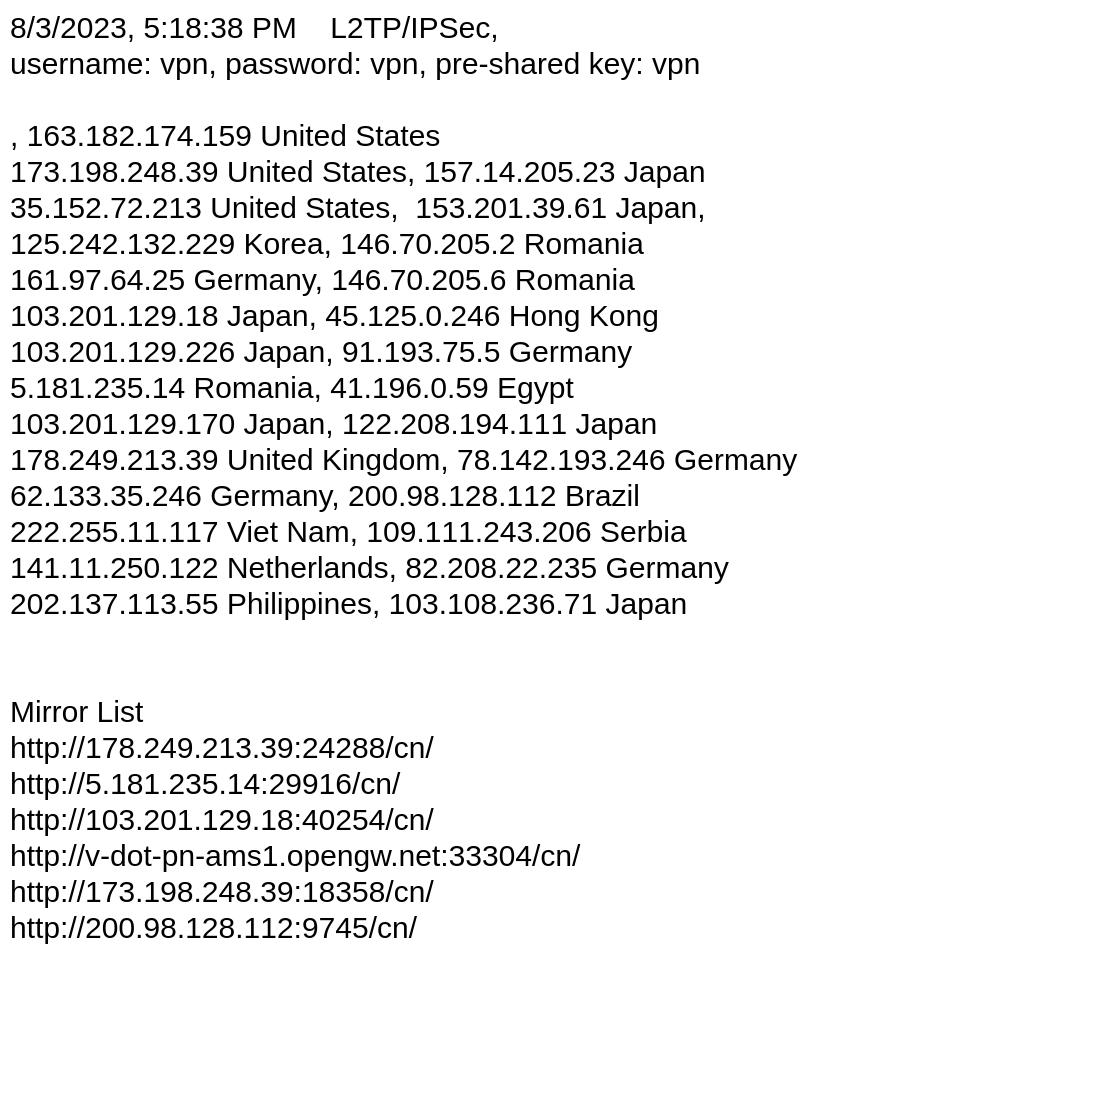 8/3/2023, 5:18:38 PM    L2TP/IPSec,
username: vpn, password: vpn, pre-shared key: vpn
, 163.182.174.159 United States
173.198.248.39 United States, 157.14.205.23 Japan
35.152.72.213 United States,  153.201.39.61 Japan,
125.242.132.229 Korea, 146.70.205.2 Romania
161.97.64.25 Germany, 146.70.205.6 Romania
103.201.129.18 Japan, 45.125.0.246 Hong Kong
103.201.129.226 Japan, 91.193.75.5 Germany
5.181.235.14 Romania, 41.196.0.59 Egypt
103.201.129.170 Japan, 122.208.194.111 Japan
178.249.213.39 United Kingdom, 78.142.193.246 Germany
62.133.35.246 Germany, 200.98.128.112 Brazil
222.255.11.117 Viet Nam, 109.111.243.206 Serbia
141.11.250.122 Netherlands, 82.208.22.235 Germany
202.137.113.55 Philippines, 103.108.236.71 Japan
Mirror List
http://178.249.213.39:24288/cn/
http://5.181.235.14:29916/cn/
http://103.201.129.18:40254/cn/
http://v-dot-pn-ams1.opengw.net:33304/cn/
http://173.198.248.39:18358/cn/
http://200.98.128.112:9745/cn/